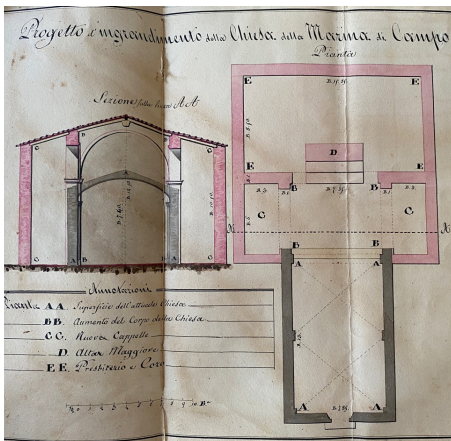 Progetto d'ingrandimento della Chiesa della Marina di Campo
Pianta
Sezione sulla linea AA
E E
E E
D
B B
C C
B B
A A
A A
C B B C
A
C A A C
Annotazioni
Pianta AA. Superficie dell'attuale Chiesa
BB. Aumento del Corpo della Chiesa
CC. Nuove Cappelle
D. Altar Maggiore
EE. Presbiterio e Coro